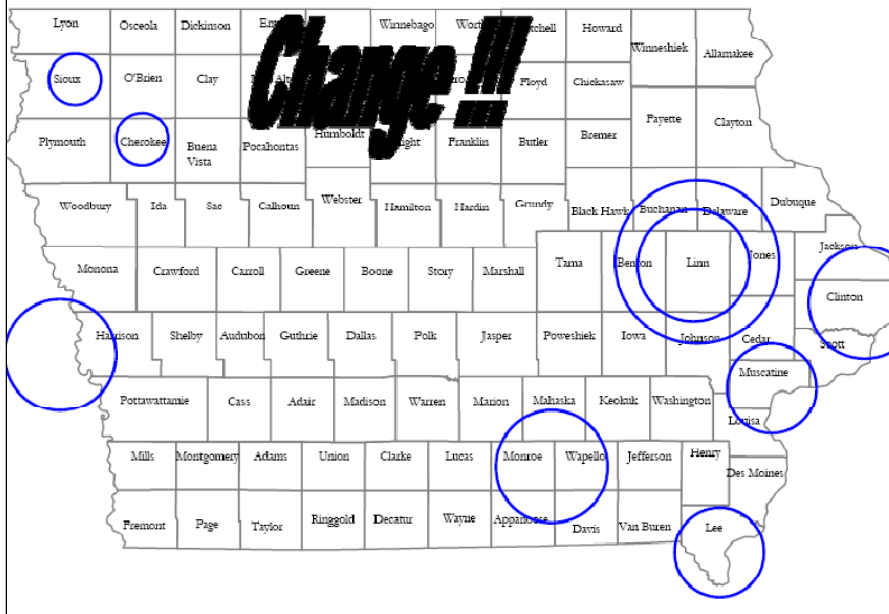 Lyon Osceola Dickinson Winnebago Howard
Winneshiek Allamakee
Change !!!
Sioux O'Brien Clay Floyd Chickasaw
Fayette Clayton
Plymouth Cherokee Buena Vista Pocahontas Humboldt Franklin Butler Bremer
Woodbury Ida Sac Calhoun Webster Hamilton Hardin Grundy Black Hawk Buchanan Delaware Dubuque
Monona Crawford Carroll Greene Boone Story Marshall Tama Benton Linn Jones Jackson
Clinton
Harrison Shelby Audubon Guthrie Dallas Polk Jasper Poweshiek Iowa Johnson Cedar Scott
Muscatine
Pottawattamie Cass Adair Madison Warren Marion Mahaska Keokuk Washington
Louisa
Mills Montgomery Adams Union Clarke Lucas Monroe Wapello Jefferson Henry
Des Moines
Fremont Page Taylor Ringgold Decatur Wayne Appanoose Davis Van Buren Lee